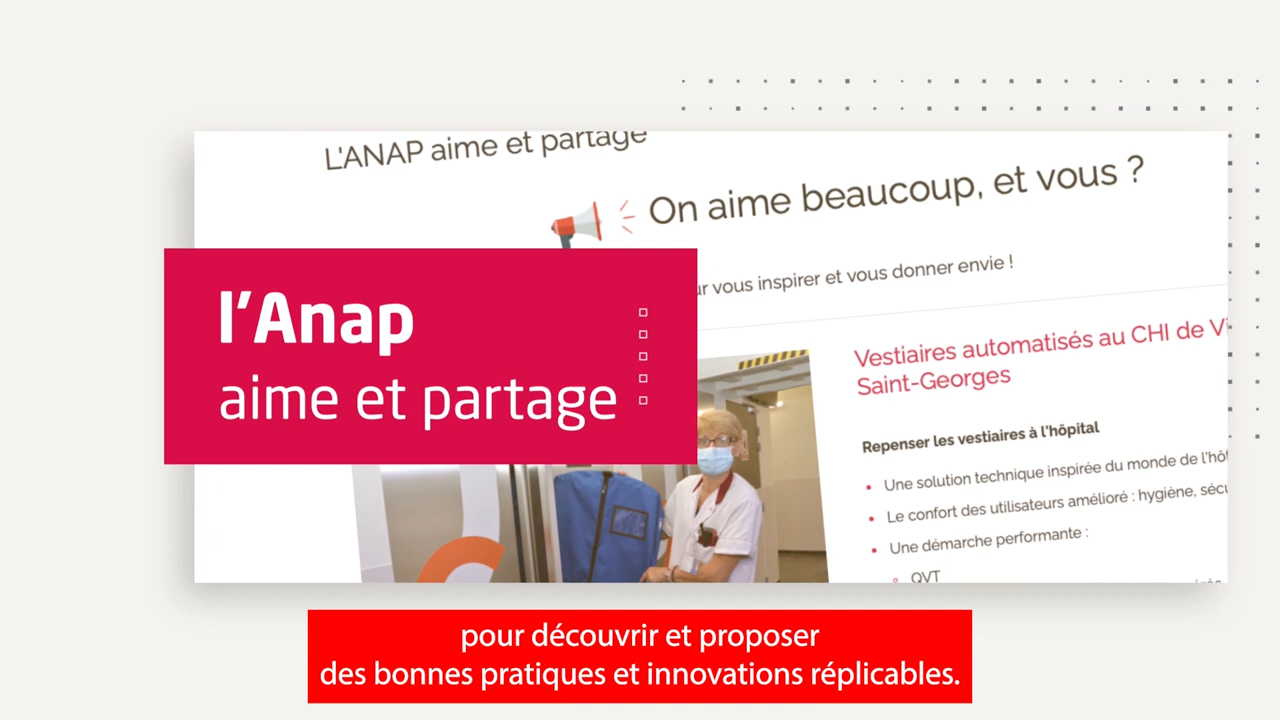 L'ANAP aime et partage
On aime beaucoup, et vous ?
vous inspirer et vous donner envie !
l'Anap
aime et partage
Vestiaires automatisés au CHI de
Saint-Georges
Repenser les vestiaires à l'hôpital
Une solution technique inspirée du monde de
Le confort des utilisateurs amélioré : hygiène,
Une démarche performante :
QVT
pour découvrir et proposer
des bonnes pratiques et innovations réplicables.